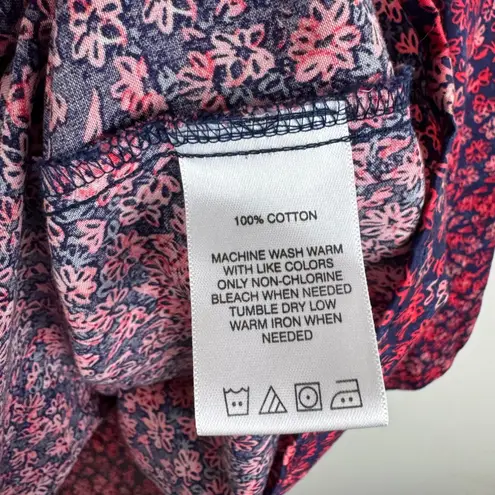 100% COTTON
MACHINE WASH WARM
WITH LIKE COLORS
ONLY NON-CHLORINE
BLEACH WHEN NEEDED
TUMBLE DRY LOW
WARM IRON WHEN
NEEDED